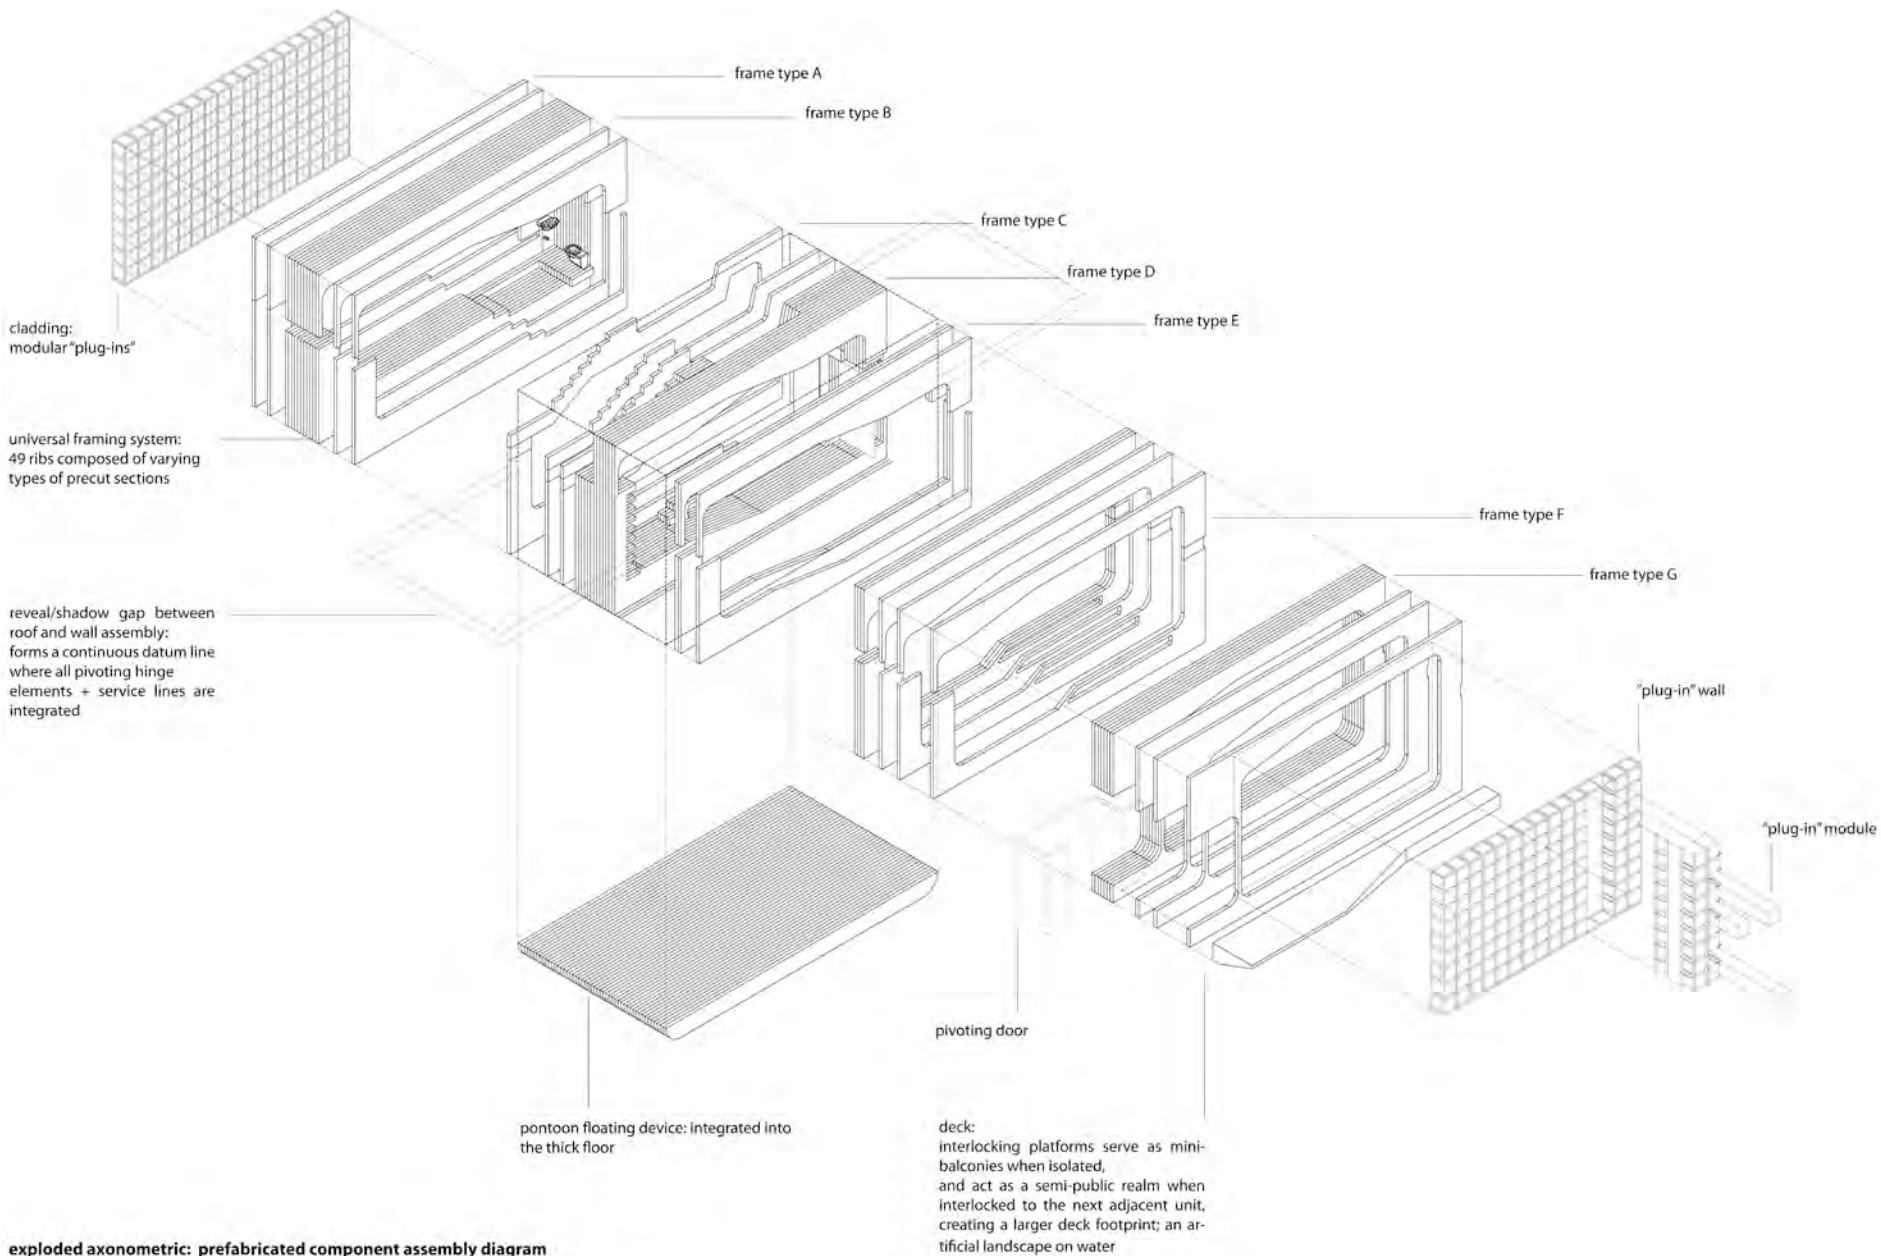 frame type A
frame type B
frame type C
frame type D
frame type E
cladding:
modular "plug-ins"
universal framing system:
49 ribs composed of varying
types of precut sections
frame type F
frame type G
reveal/shadow gap between
roof and wall assembly:
forms a continuous datum line
where all pivoting hinge
elements + service lines are
integrated
"plug-in" wall
"plug-in" module
pivoting door
pontoon floating device: integrated into
the thick floor
deck:
interlocking platforms serve as mini-
balconies when isolated,
and act as a semi-public realm when
interlocked to the next adjacent unit,
creating a larger deck footprint; an ar-
tificial landscape on water
exploded axonometric: prefabricated component assembly diagram